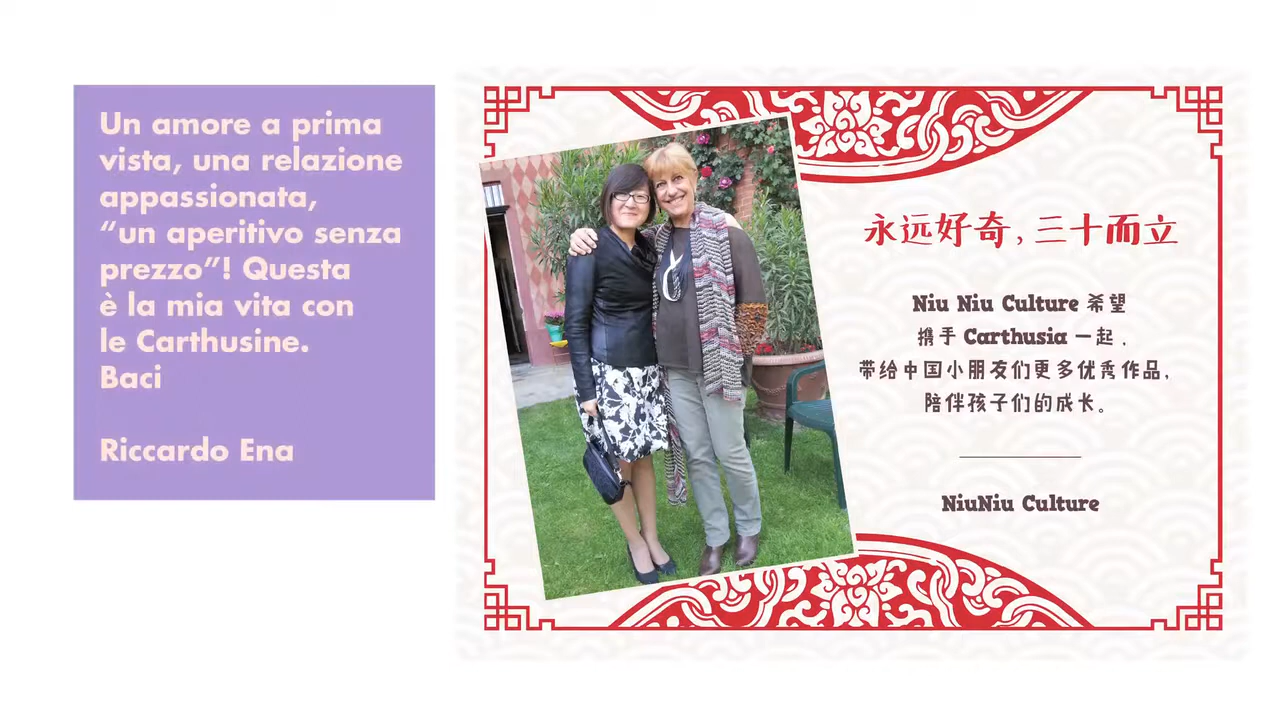 Un amore a prima
vista, una relazione
appassionata,
“un aperitivo senza
prezzo”! Questa
è la mia vita con
le Carthusine.
Baci
Riccardo Ena
永远好奇，三十而立
Niu Niu Culture 希望
携手 Carthusia 一起，
带给中国小朋友们更多优秀作品，
陪伴孩子们的成长。
NiuNiu Culture